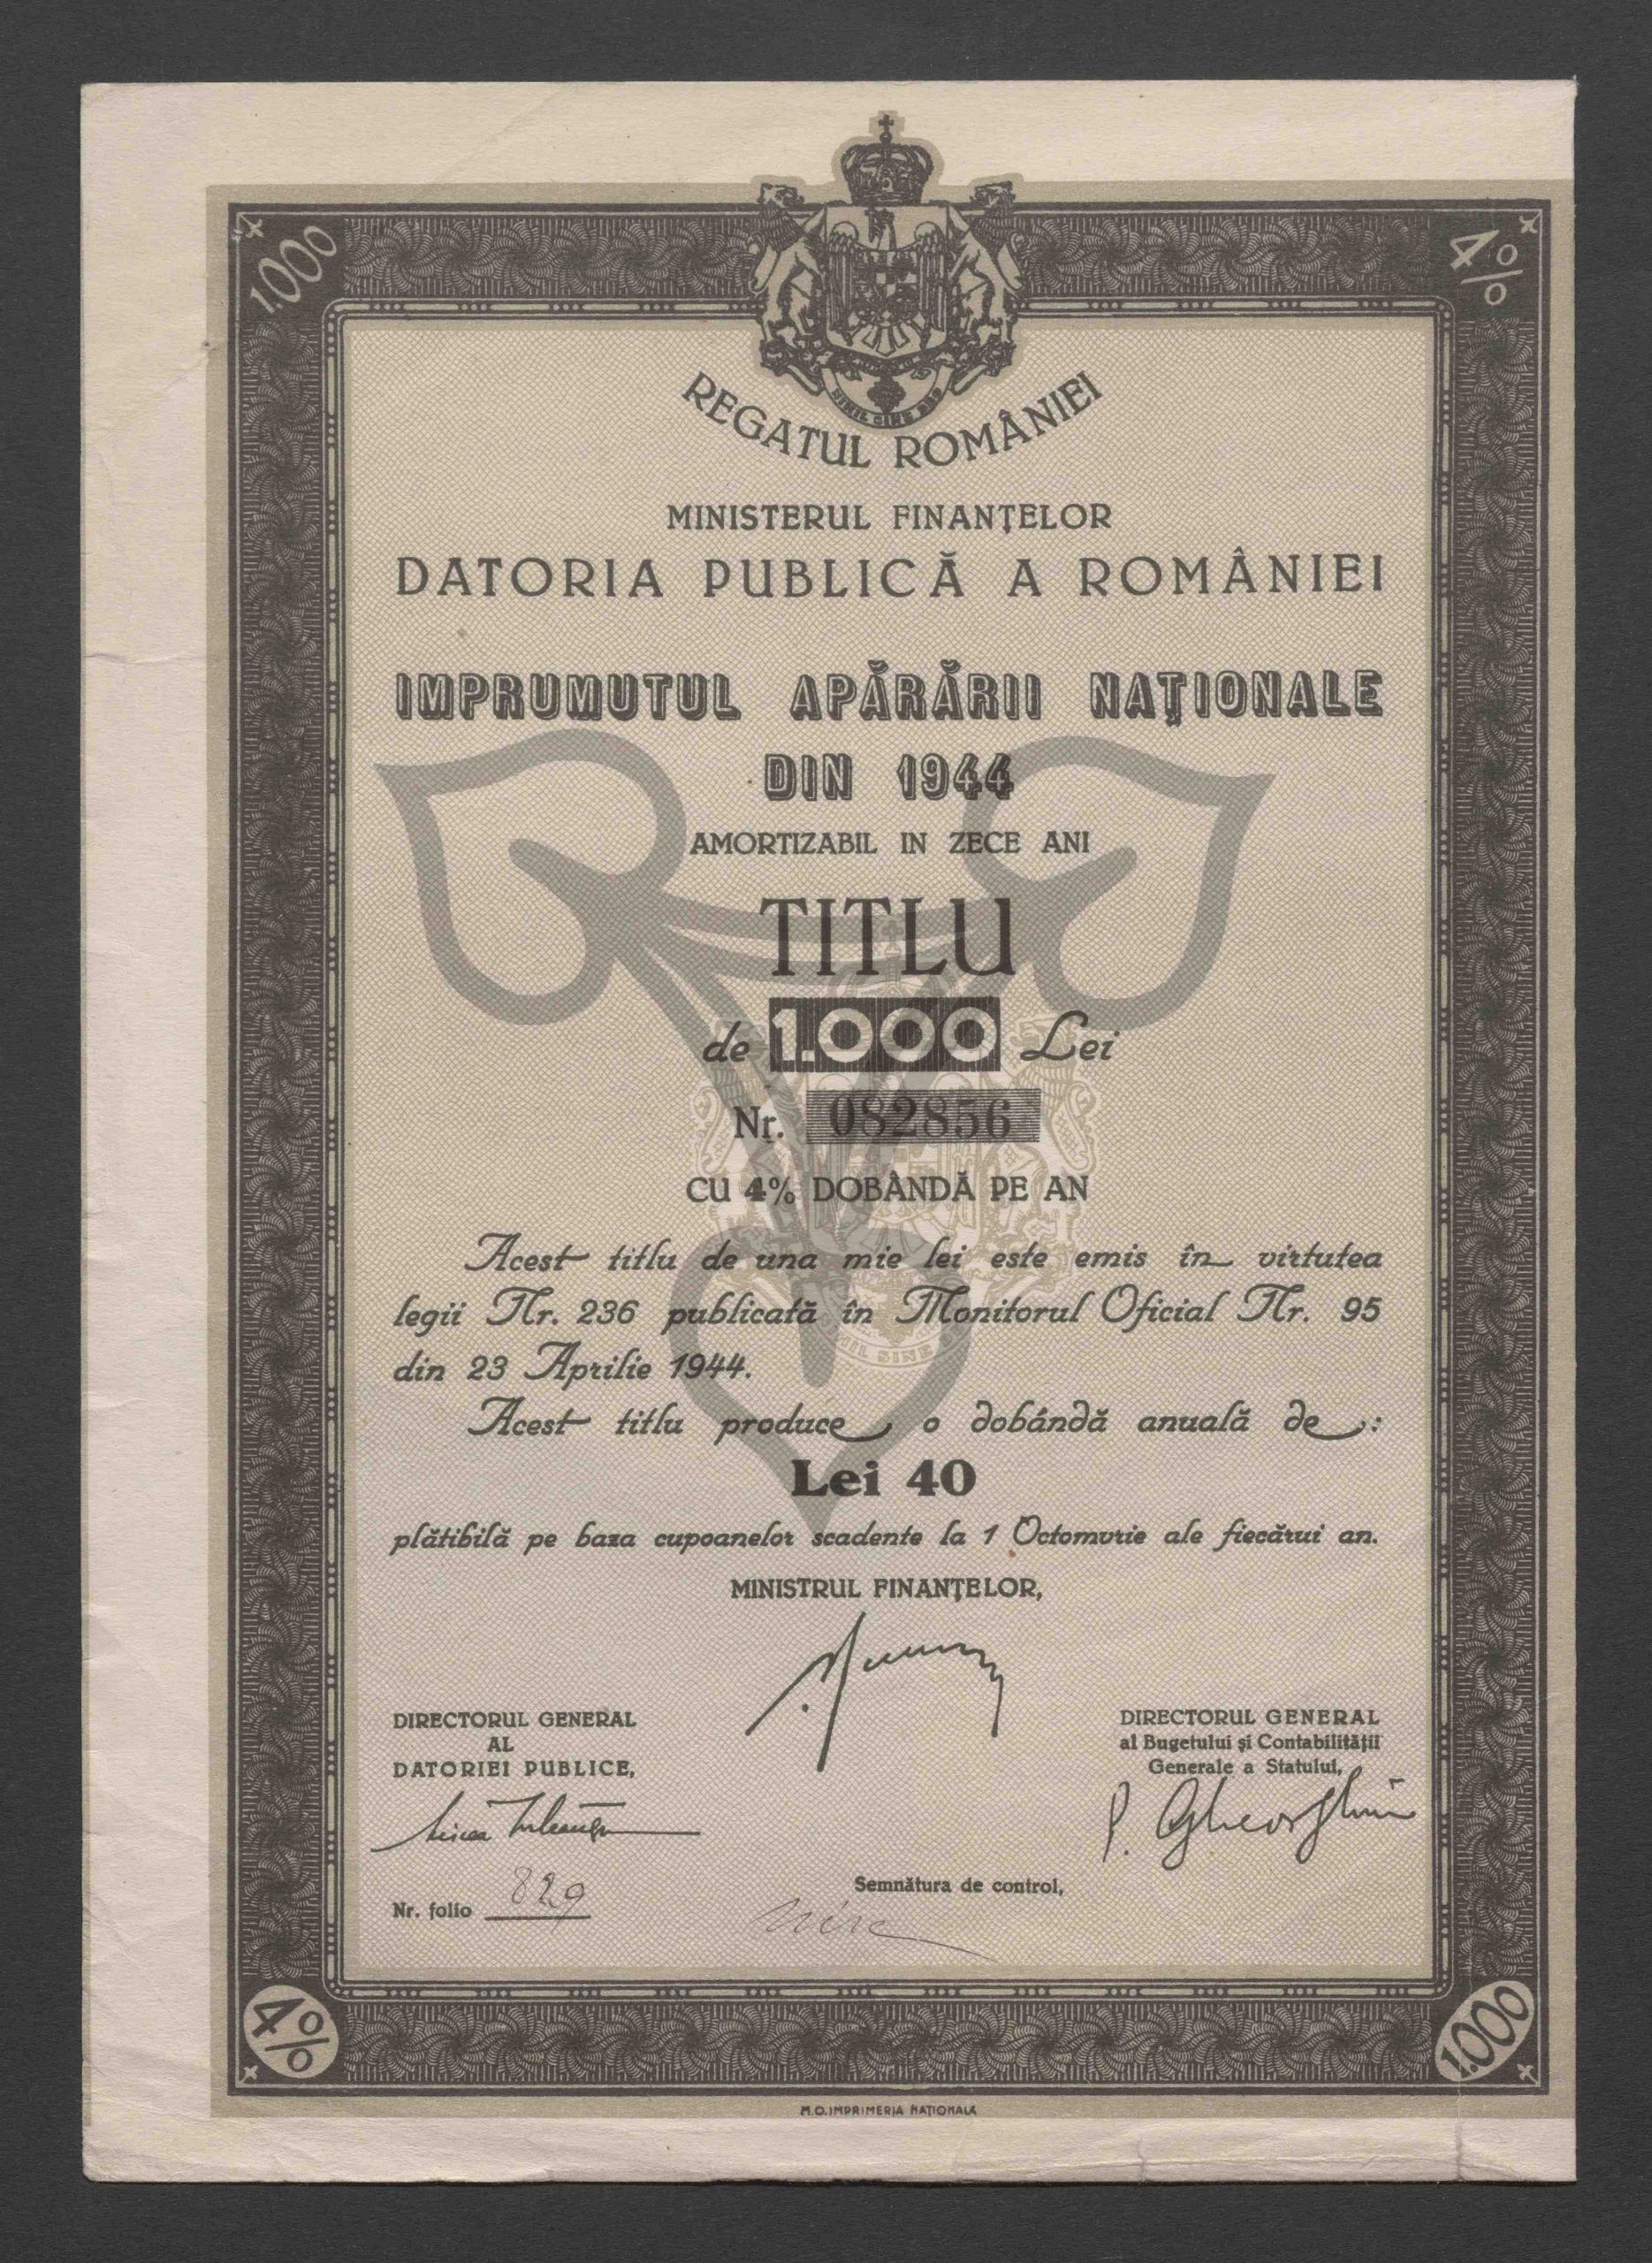 1.000
4%
NIHIL SINE DEO
REGATUL ROMÂNIEI
MINISTERUL FINANȚELOR
DATORIA PUBLICĂ A ROMÂNIEI
IMPRUMUTUL APĂRĂRII NAȚIONALE
DIN 1944
AMORTIZABIL IN ZECE ANI
TITLU
de 1.000 Lei
Nr. 082856
CU 4% DOBÂNDĂ PE AN
Acest titlu de una mie lei este emis în virtutea
legii Nr. 236 publicată în Monitorul Oficial Nr. 95
din 23 Aprilie 1944.
Acest titlu produce o dobândă anuală de :
Lei 40
plătibilă pe baza cupoanelor scadente la 1 Octomvrie ale fiecărui an.
MINISTRUL FINANȚELOR,
DIRECTORUL GENERAL
AL
DATORIEI PUBLICE,
DIRECTORUL GENERAL
al Bugetului și Contabilității
Generale a Statului,
P. Gheorghiu
Nr. folio 829
Semnătura de control,
4%
1.000
M.O. IMPRIMERIA NAȚIONALĂ